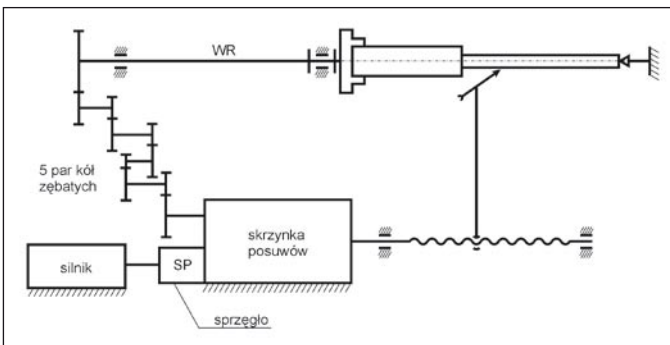 WR
5 par kół
zębatych
skrzynka
posuwów
silnik
SP
sprzęgło